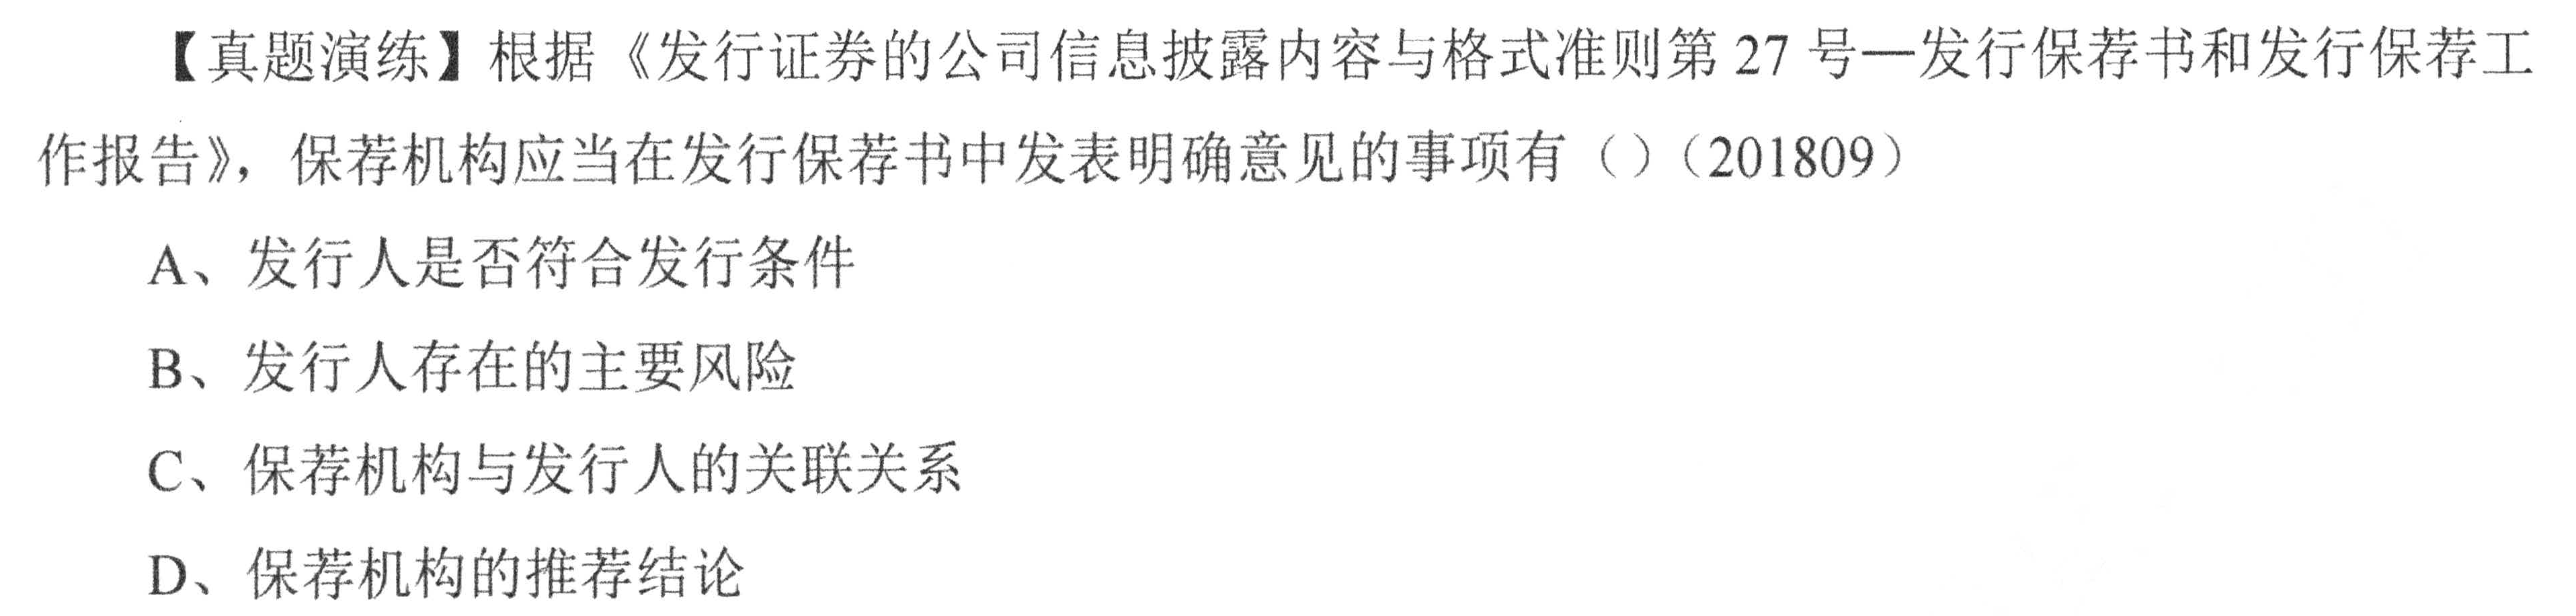 【真题演练】根据《发行证券的公司信息披露内容与格式准则第 27 号—发行保荐书和发行保荐工
作报告》，保荐机构应当在发行保荐书中发表明确意见的事项有（）（201809）
A、发行人是否符合发行条件
B、发行人存在的主要风险
C、保荐机构与发行人的关联关系
D、保荐机构的推荐结论